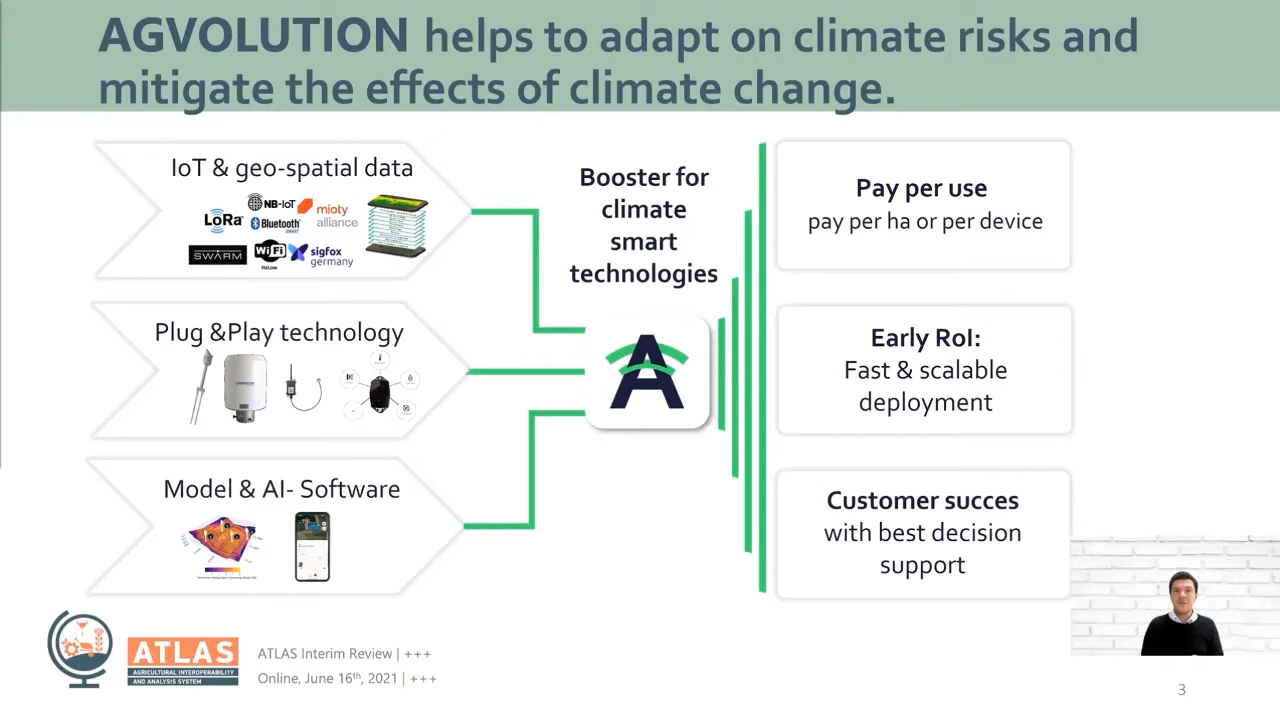 AGVOLUTION helps to adapt on climate risks and
mitigate the effects of climate change.
IoT & geo-spatial data
LoRa
NB-IoT
mioty
alliance
Bluetooth
SMART
SWARM
WiFi
HaLow
sigfox
germany
Plug &Play technology
Model & AI- Software
Booster for
climate
smart
technologies
A
Pay per use
pay per ha or per device
Early RoI:
Fast & scalable
deployment
Customer succes
with best decision
support
ATLAS
AGRICULTURAL INTEROPERABILITY
AND ANALYSIS SYSTEM
ATLAS Interim Review | +++
Online, June 16th, 2021 | +++
3